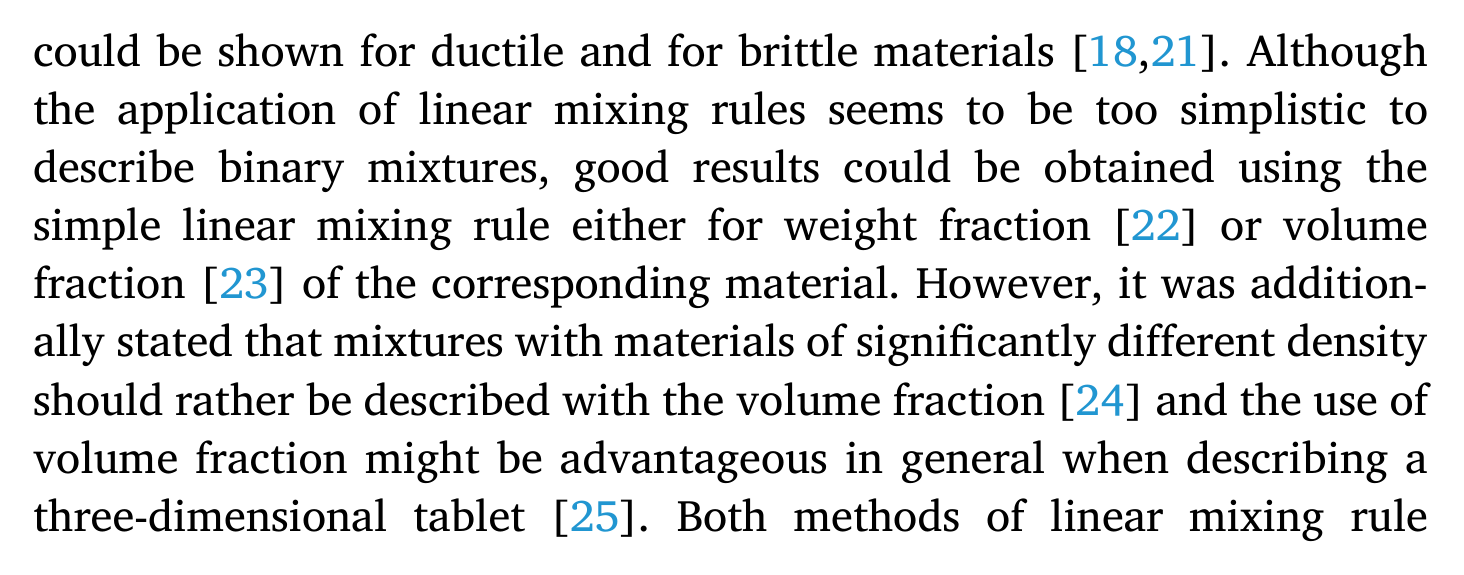 could be shown for ductile and for brittle materials [18,21]. Although
the application of linear mixing rules seems to be too simplistic to
describe binary mixtures, good results could be obtained using the
simple linear mixing rule either for weight fraction [22] or volume
fraction [23] of the corresponding material. However, it was addition-
ally stated that mixtures with materials of significantly different density
should rather be described with the volume fraction [24] and the use of
volume fraction might be advantageous in general when describing a
three-dimensional tablet [25]. Both methods of linear mixing rule